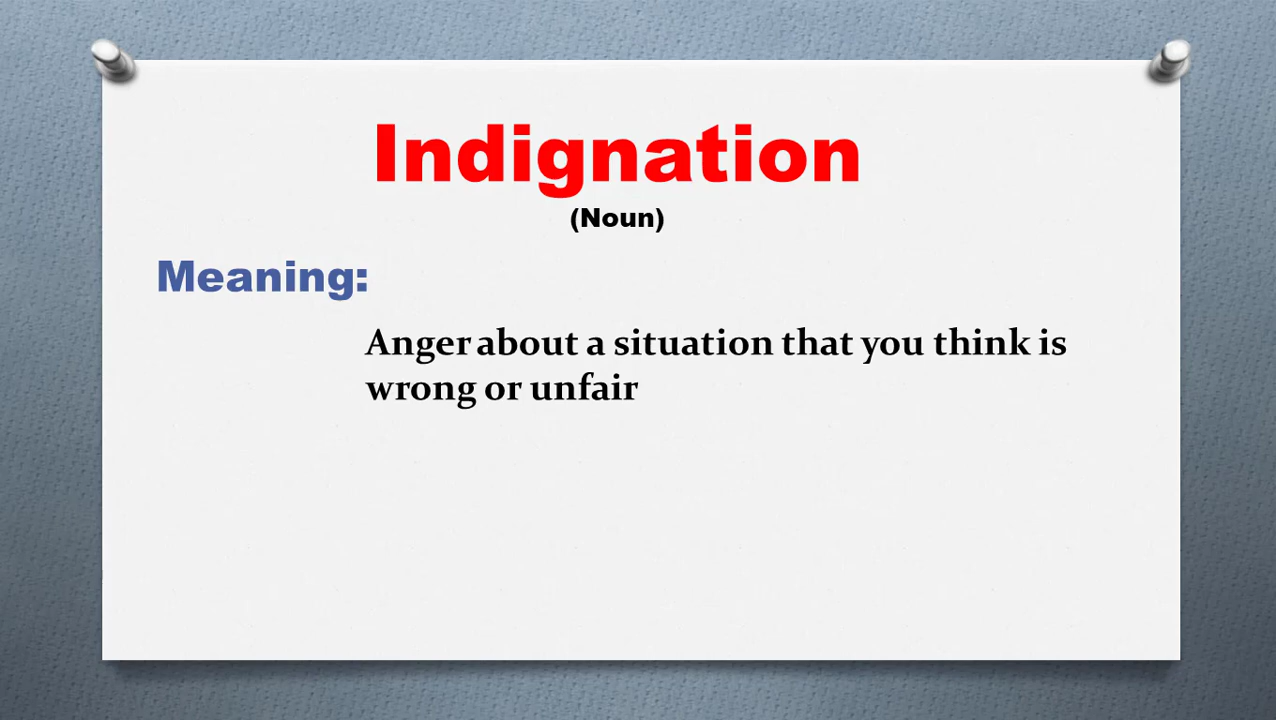 Indignation
(Noun)
Meaning:
Anger about a situation that you think is
wrong or unfair